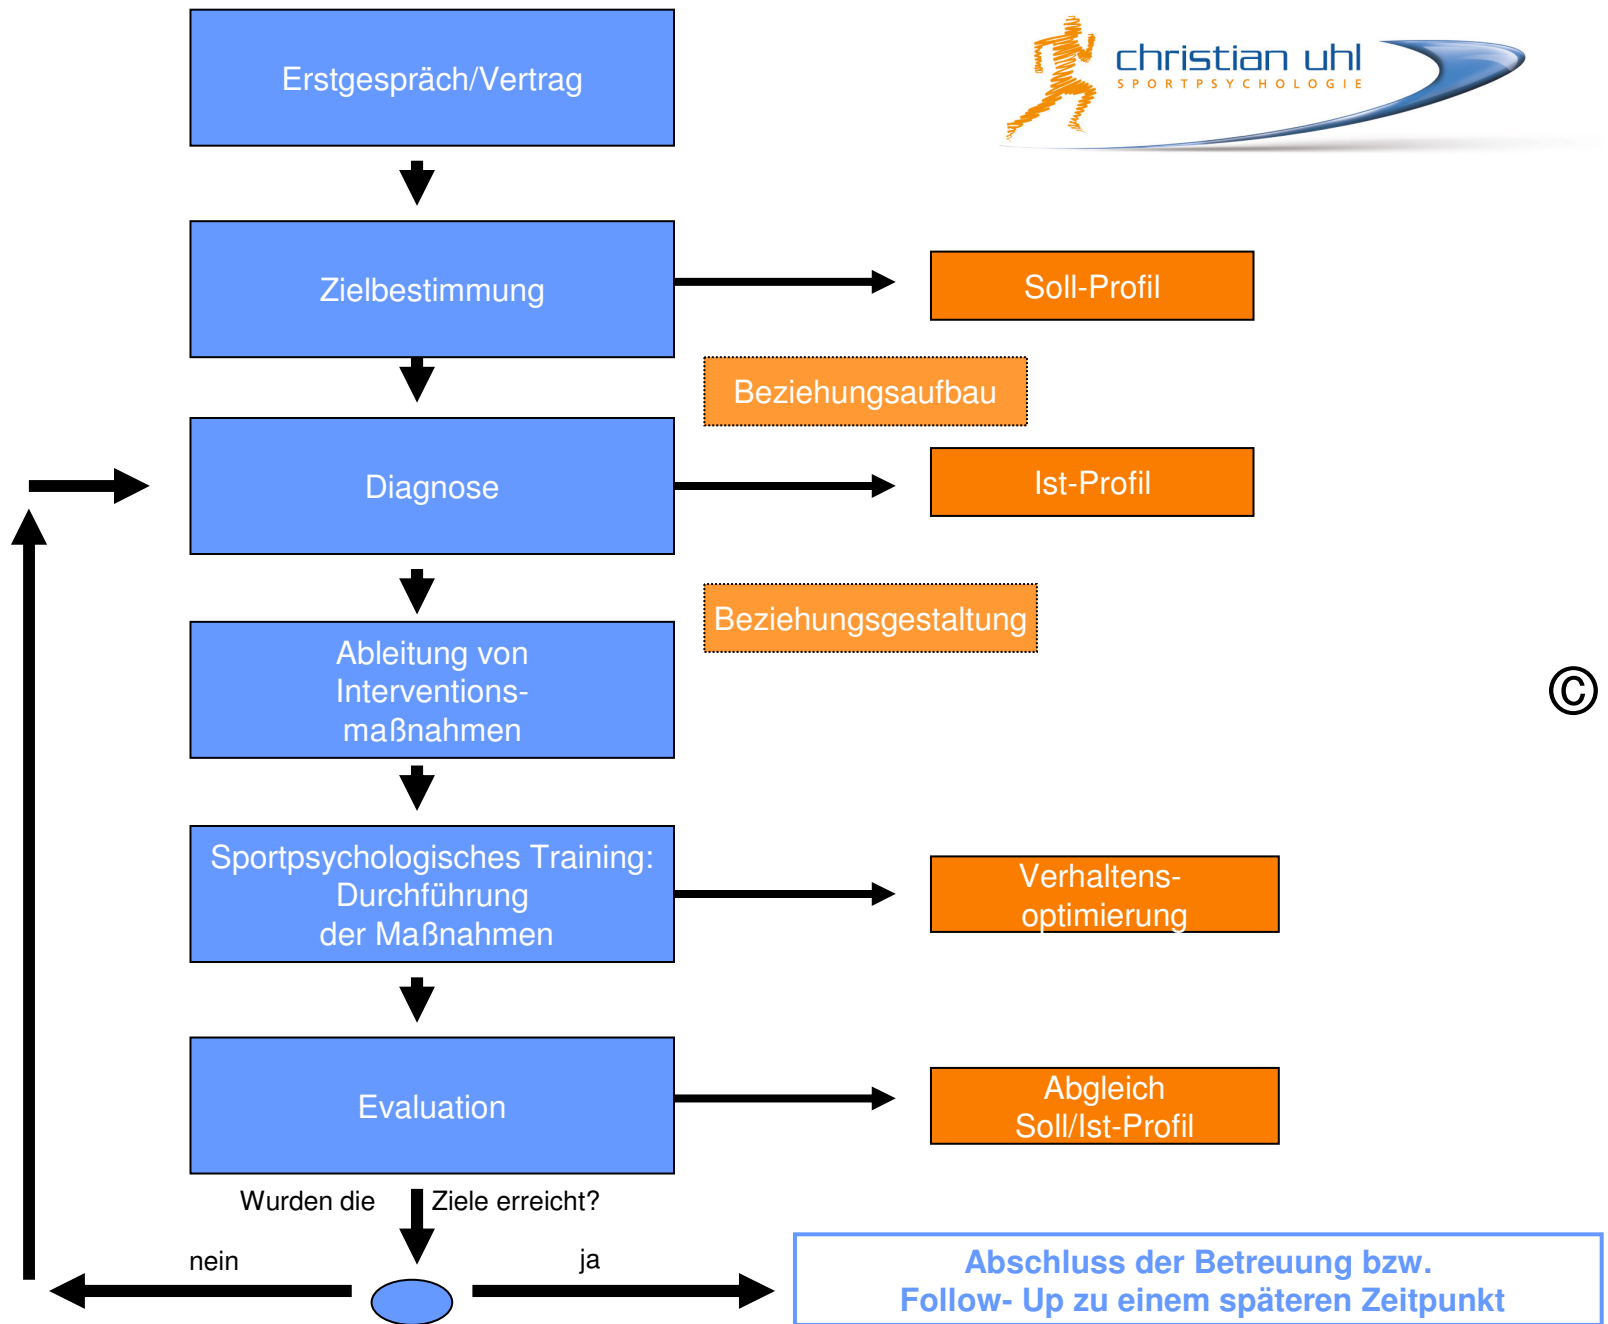 Erstgespräch/Vertrag
christian uhl
SPORTPSYCHOLOGIE
Zielbestimmung
Soll-Profil
Beziehungsaufbau
Diagnose
Ist-Profil
Beziehungsgestaltung
Ableitung von
Interventions-
maßnahmen
©
Sportpsychologisches Training:
Durchführung
der Maßnahmen
Verhaltens-
optimierung
Evaluation
Abgleich
Soll/Ist-Profil
Wurden die Ziele erreicht?
nein
ja
Abschluss der Betreuung bzw.
Follow- Up zu einem späteren Zeitpunkt